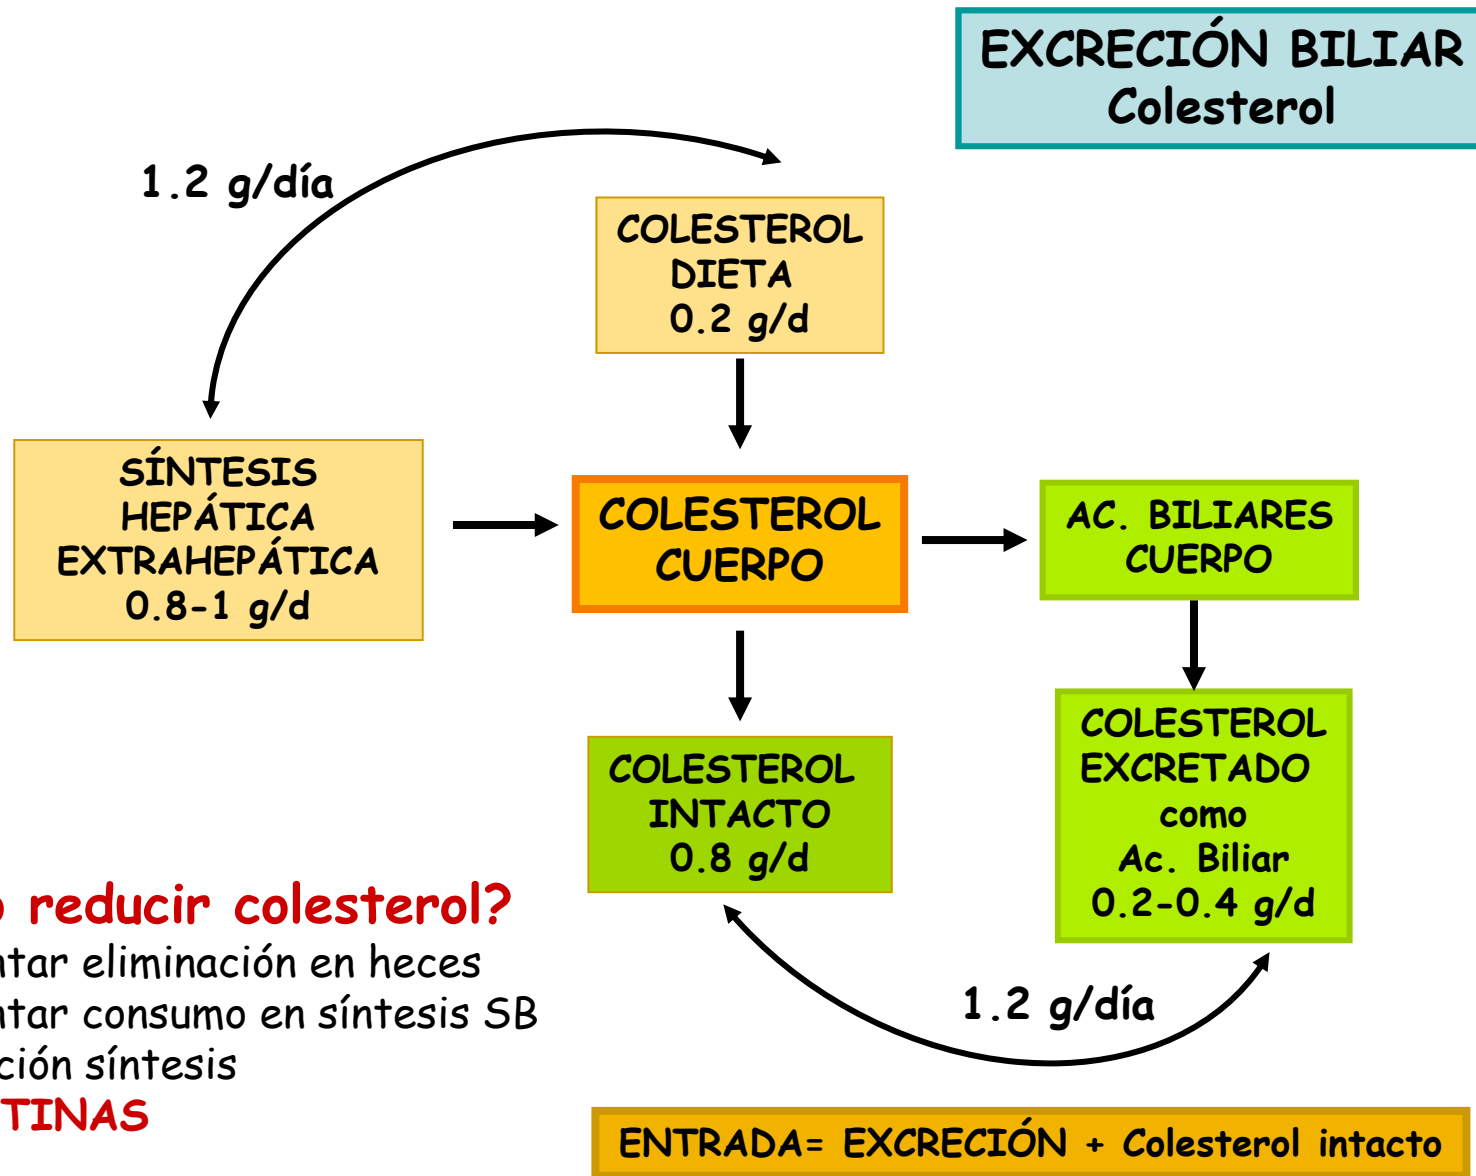 EXCRECIÓN BILIAR
Colesterol
1.2 g/día
COLESTEROL
DIETA
0.2 g/d
SÍNTESIS
HEPÁTICA
EXTRAHEPÁTICA
0.8-1 g/d
COLESTEROL
CUERPO
AC. BILIARES
CUERPO
COLESTEROL
INTACTO
0.8 g/d
COLESTEROL
EXCRETADO
como
Ac. Biliar
0.2-0.4 g/d
reducir colesterol?
eliminación en heces
consumo en síntesis SB
síntesis
1.2 g/día
ENTRADA= EXCRECIÓN + Colesterol intacto